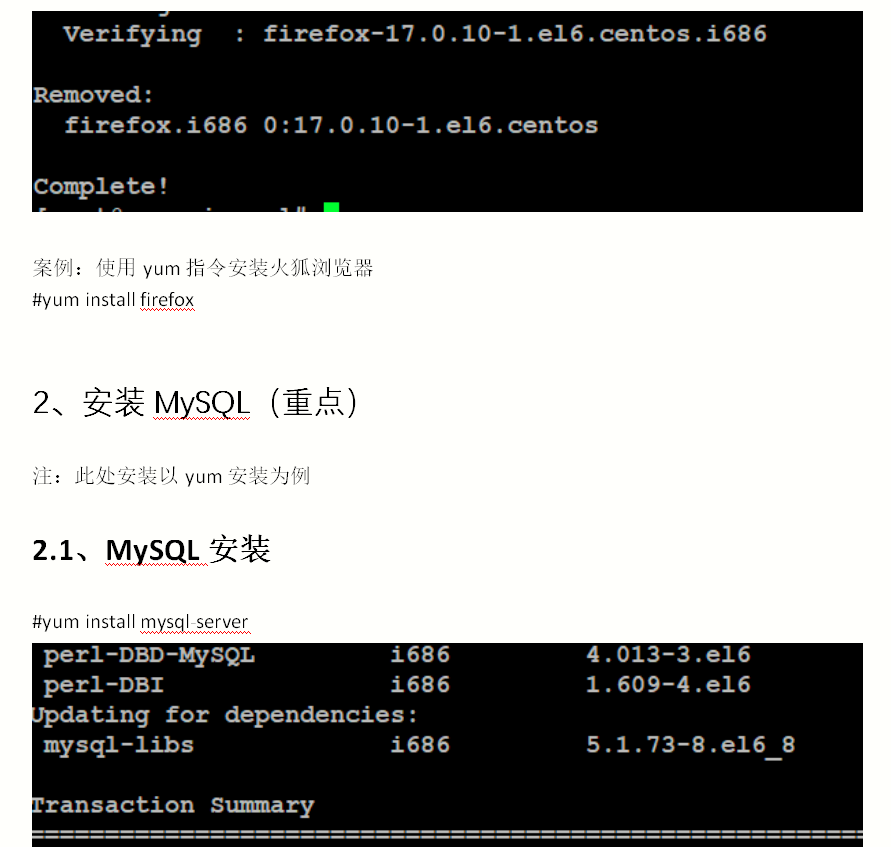 Verifying  : firefox-17.0.10-1.el6.centos.i686
Removed:
firefox.i686 0:17.0.10-1.el6.centos
Complete!
案例：使用 yum 指令安装火狐浏览器
#yum install firefox
2、安装 MySQL（重点）
注：此处安装以 yum 安装为例
2.1、MySQL 安装
#yum install mysql-server
perl-DBD-MySQL i686 4.013-3.el6
perl-DBI i686 1.609-4.el6
Updating for dependencies:
mysql-libs i686 5.1.73-8.el6_8
Transaction Summary